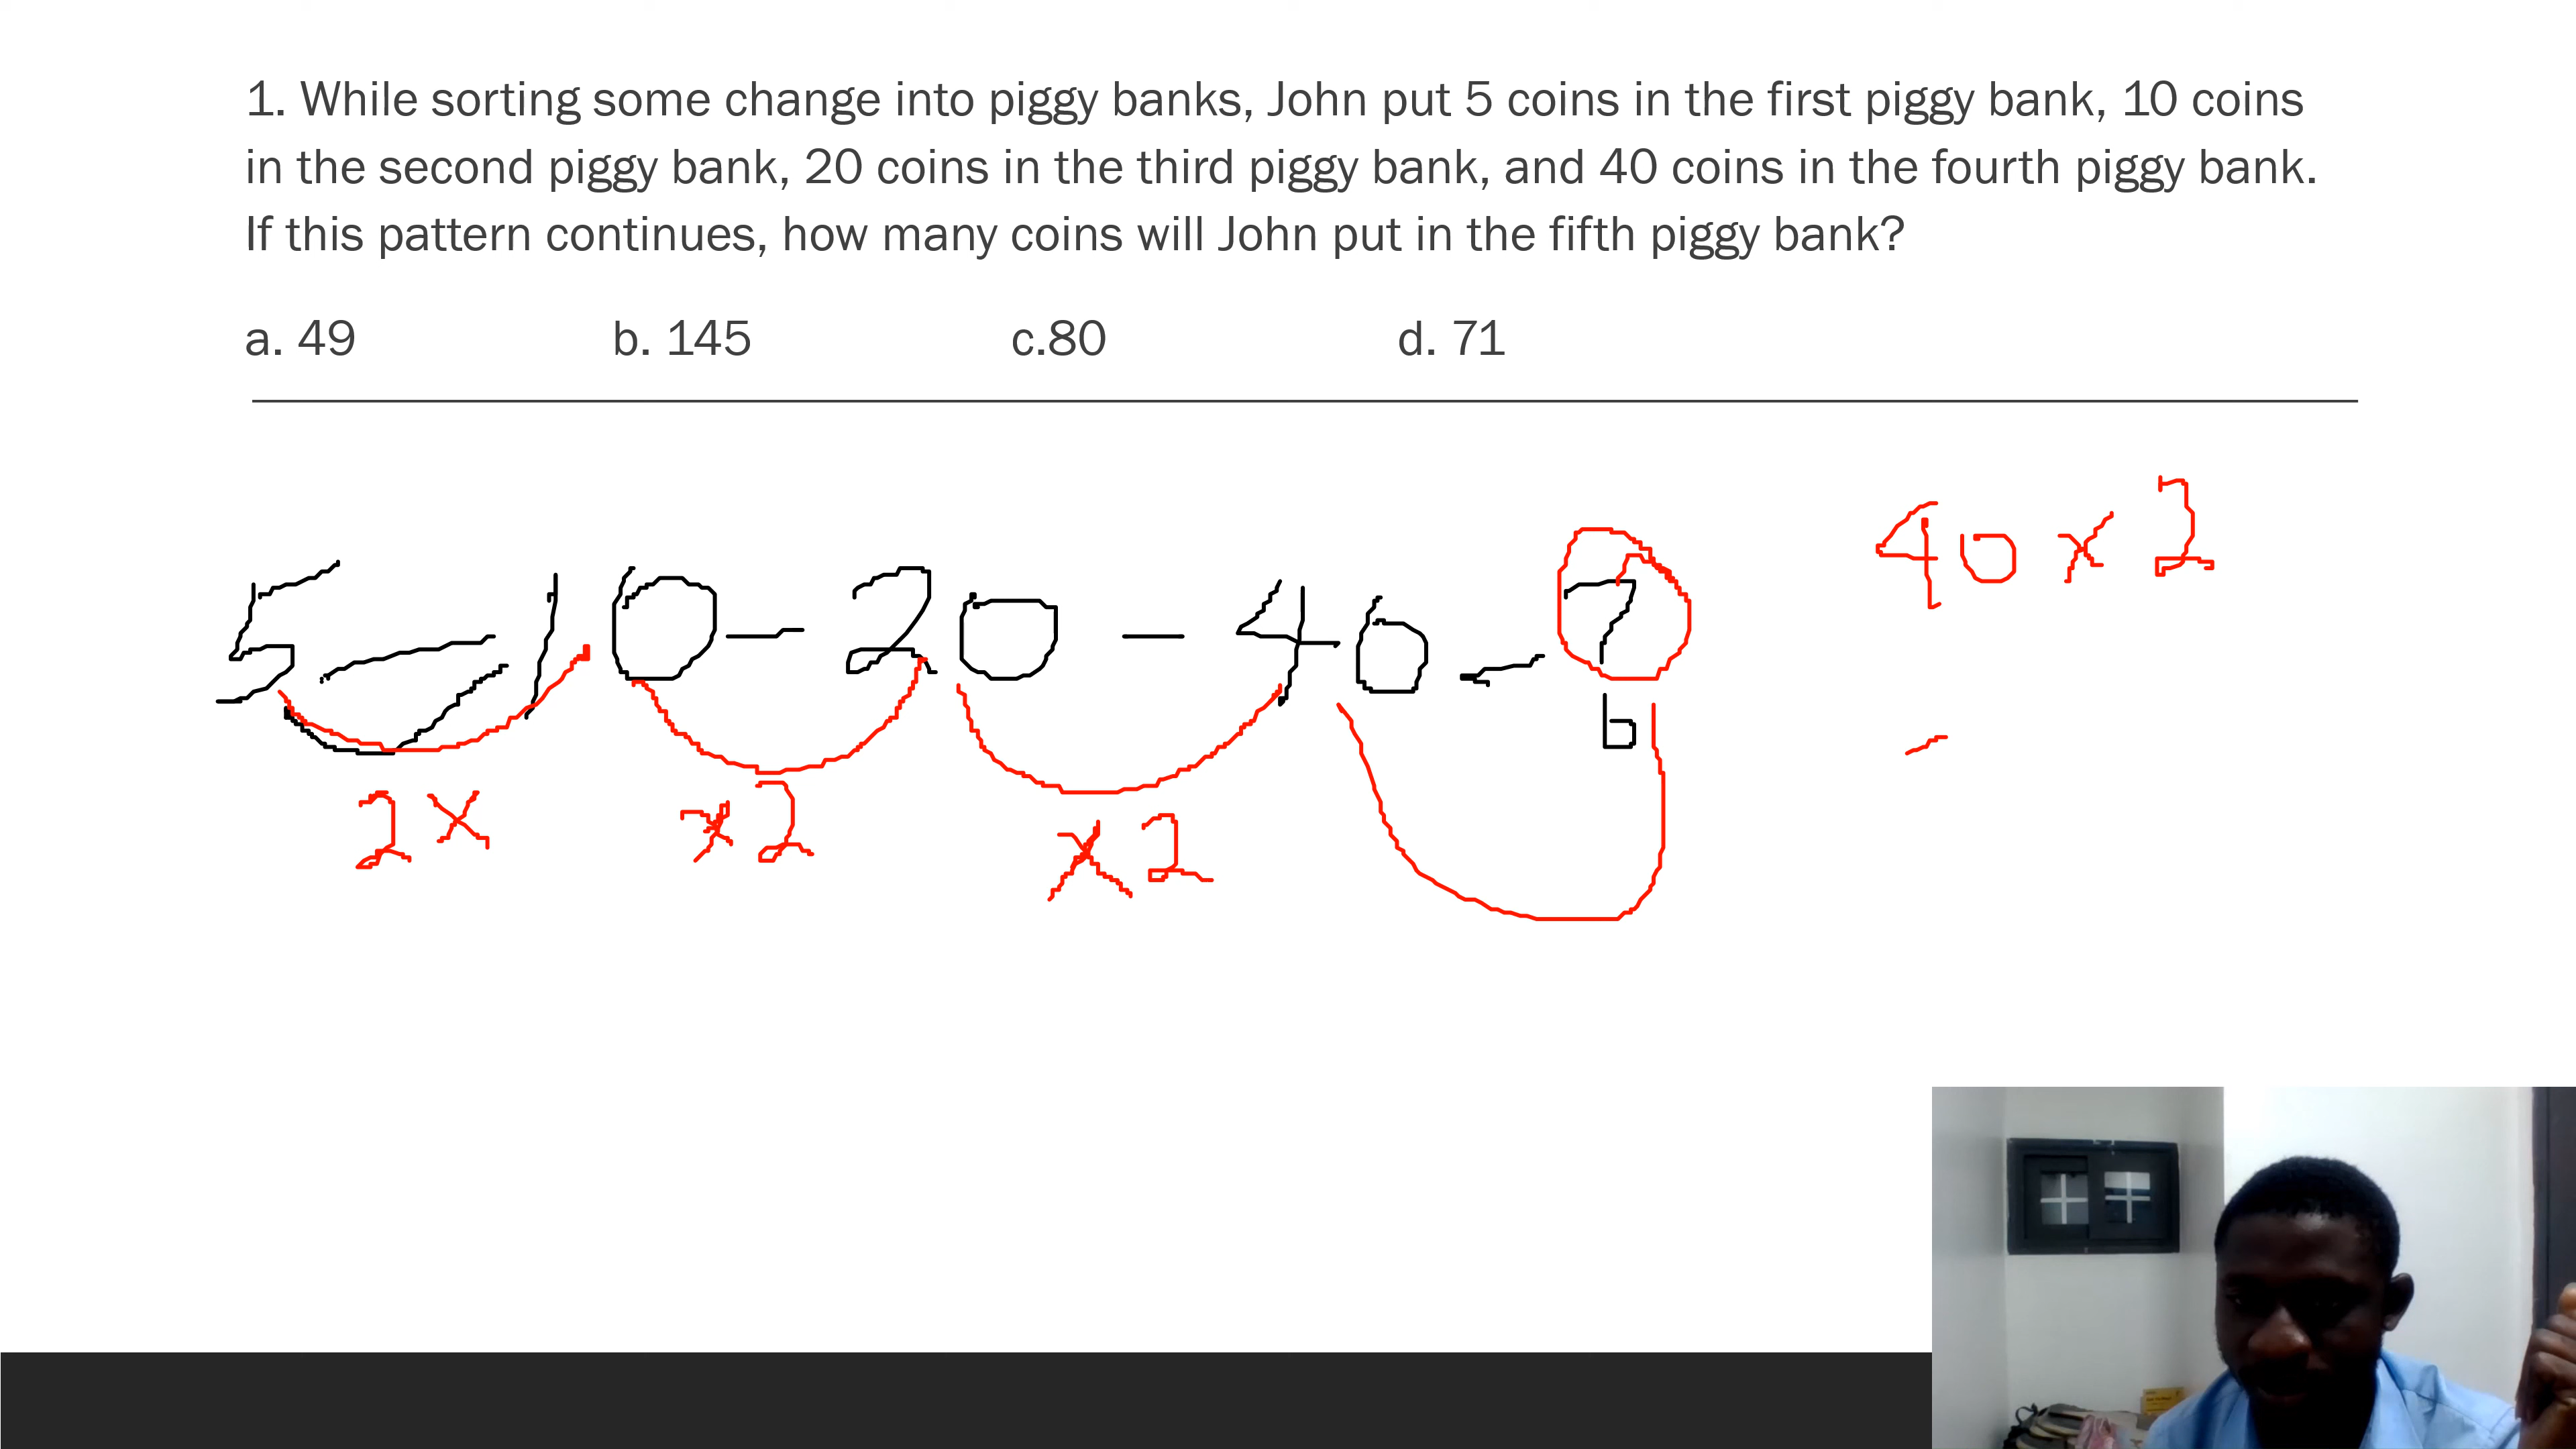 1. While sorting some change into piggy banks, John put 5 coins in the first piggy bank, 10 coins
in the second piggy bank, 20 coins in the third piggy bank, and 40 coins in the fourth piggy bank.
If this pattern continues, how many coins will John put in the fifth piggy bank?
a. 49 b. 145 c.80 d. 71
40 x 2
5 – 10 – 20 – 40 – ?
2x x2 x2